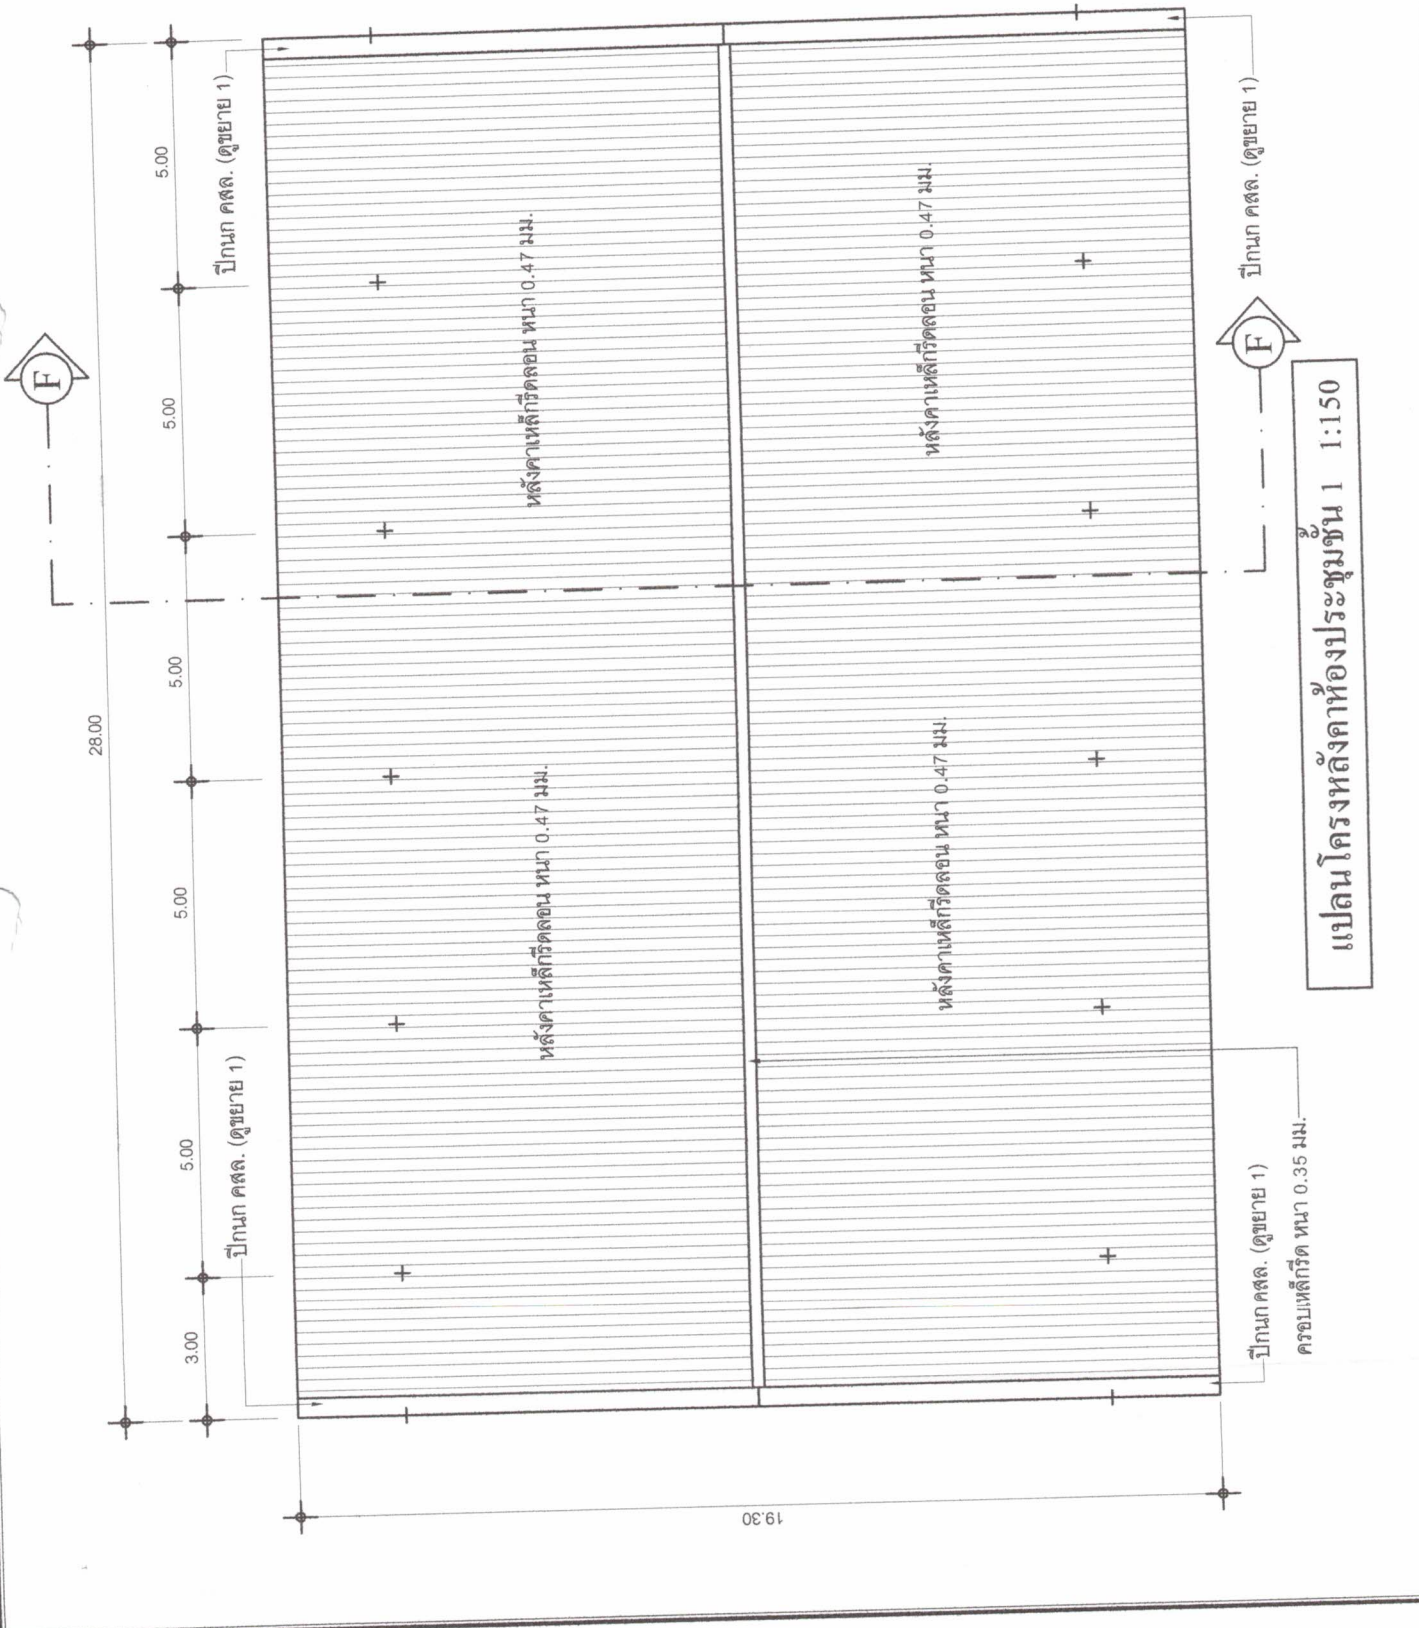 28.00
3.00
5.00
5.00
5.00
5.00
5.00
F
ปีกนก คสล. (ดูขยาย 1)
ปีกนก คสล. (ดูขยาย 1)
19.30
หลังคาเหล็กรีดลอน หนา 0.47 มม.
หลังคาเหล็กรีดลอน หนา 0.47 มม.
หลังคาเหล็กรีดลอน หนา 0.47 มม.
หลังคาเหล็กรีดลอน หนา 0.47 มม.
ปีกนก คสล. (ดูขยาย 1)
ปีกนก คสล. (ดูขยาย 1)
F
ครอบเหล็กรีด หนา 0.35 มม.
แปลนโครงหลังคาห้องประชุมชั้น 1 1:150